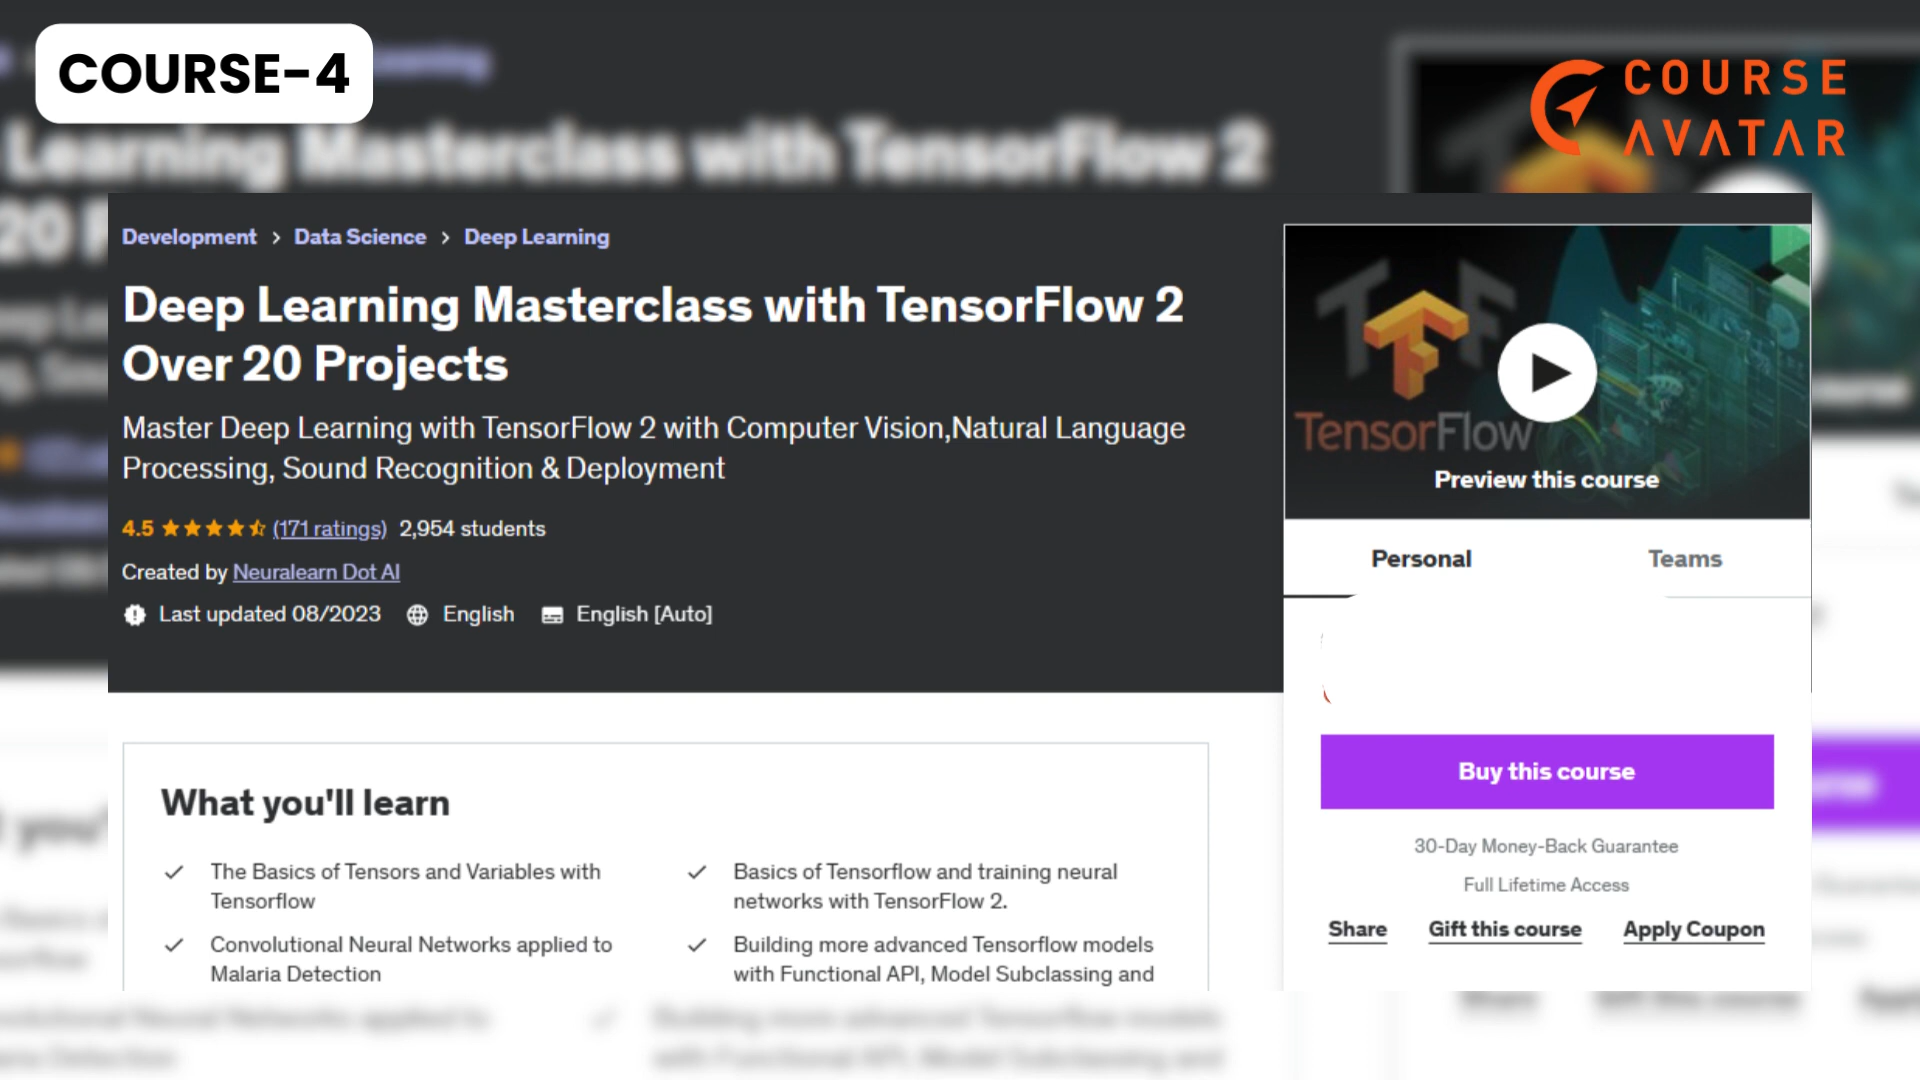 COURSE-4
COURSE
AVATAR
Learning Masterclass with TensorFlow 2
Development > Data Science > Deep Learning
Deep Learning Masterclass with TensorFlow 2
Over 20 Projects
Master Deep Learning with TensorFlow 2 with Computer Vision,Natural Language
Processing, Sound Recognition & Deployment
4.5 (171 ratings) 2,954 students
Created by Neuralearn Dot AI
Last updated 08/2023 English English [Auto]
TensorFlow
Preview this course
Personal Teams
Buy this course
30-Day Money-Back Guarantee
Full Lifetime Access
Share Gift this course Apply Coupon
What you'll learn
The Basics of Tensors and Variables with
Tensorflow
Basics of Tensorflow and training neural
networks with TensorFlow 2.
Convolutional Neural Networks applied to
Malaria Detection
Building more advanced Tensorflow models
with Functional API, Model Subclassing and